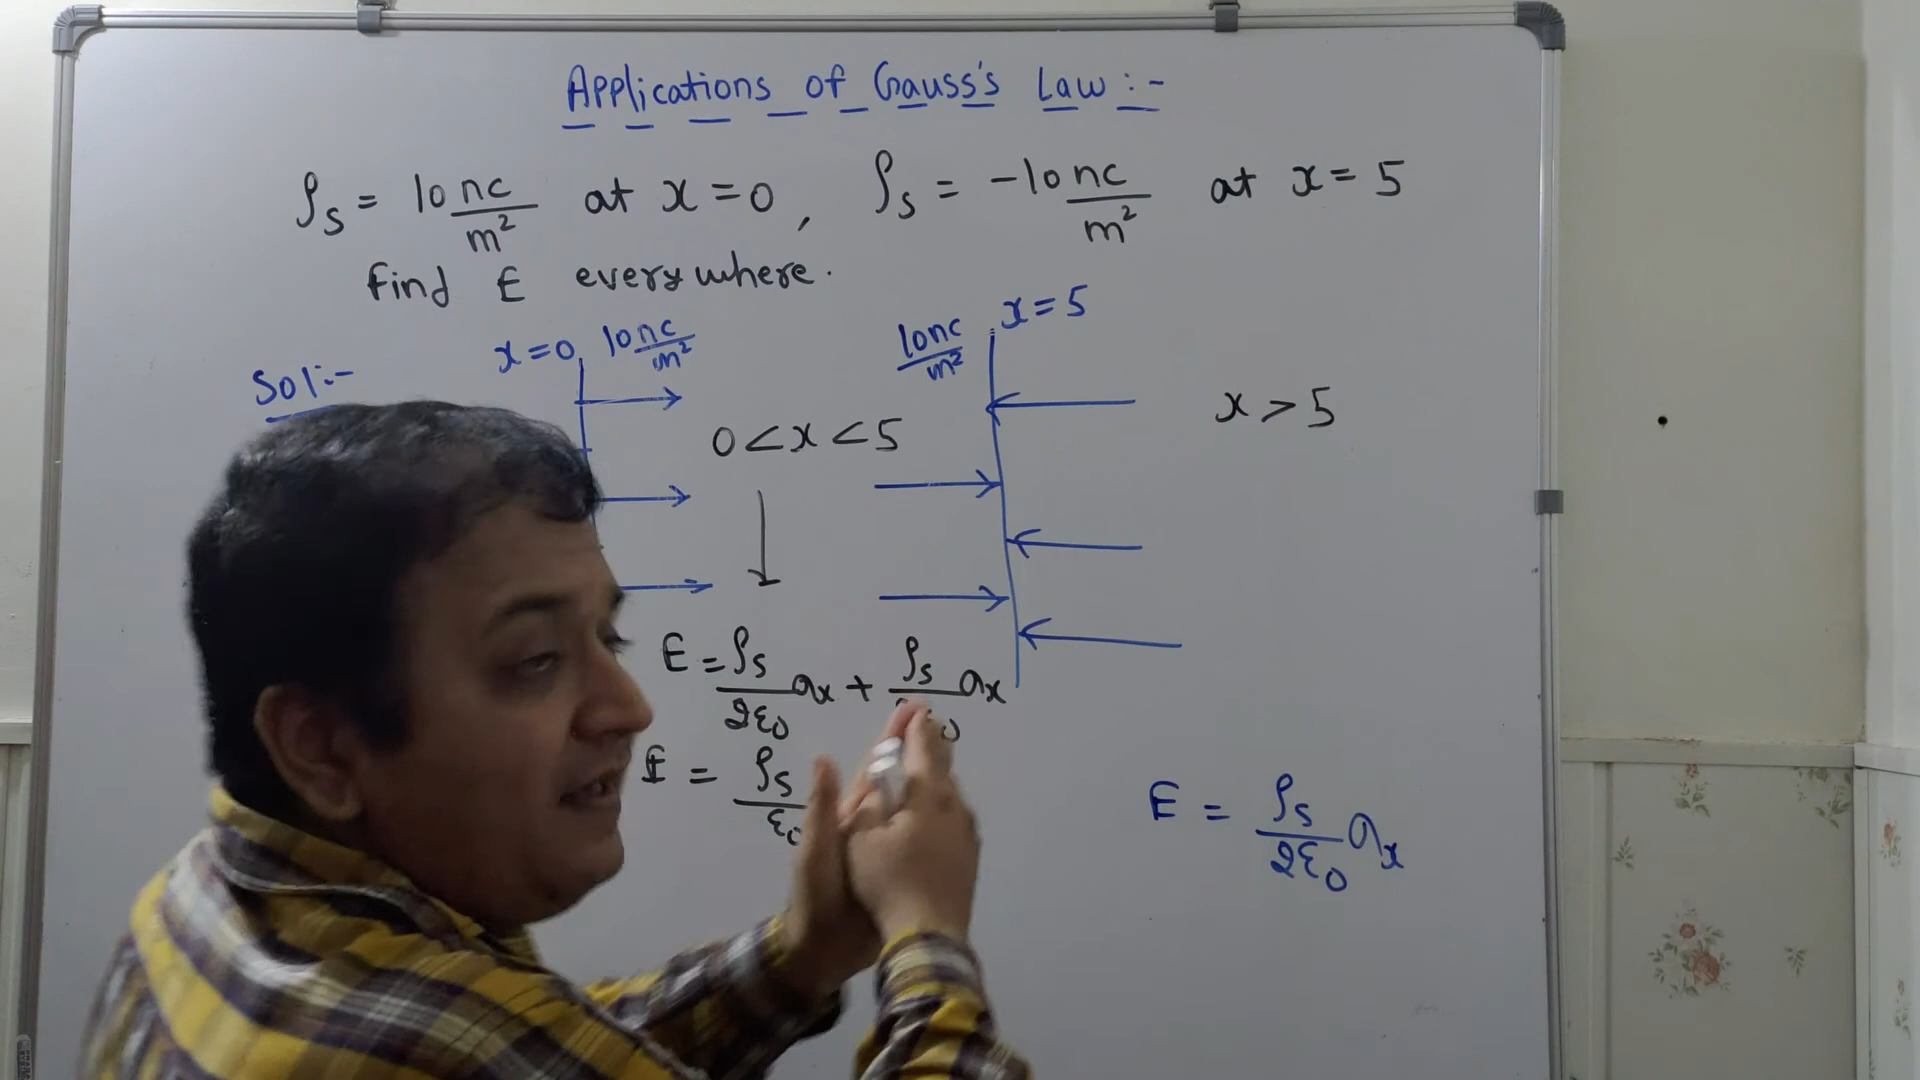 Applications of Gauss's Law :-
ρs = 10 nc/m² at x = 0, ρs = -10 nc/m² at x = 5
Find E everywhere.
x = 0 10 nc/m² 10nc/m² x = 5
Sol:-
0 < x < 5 x > 5
E = ρs/2ε0 ax + ρs/2ε0 ax
E = ρs/ε0
E = ρs/2ε0 ax